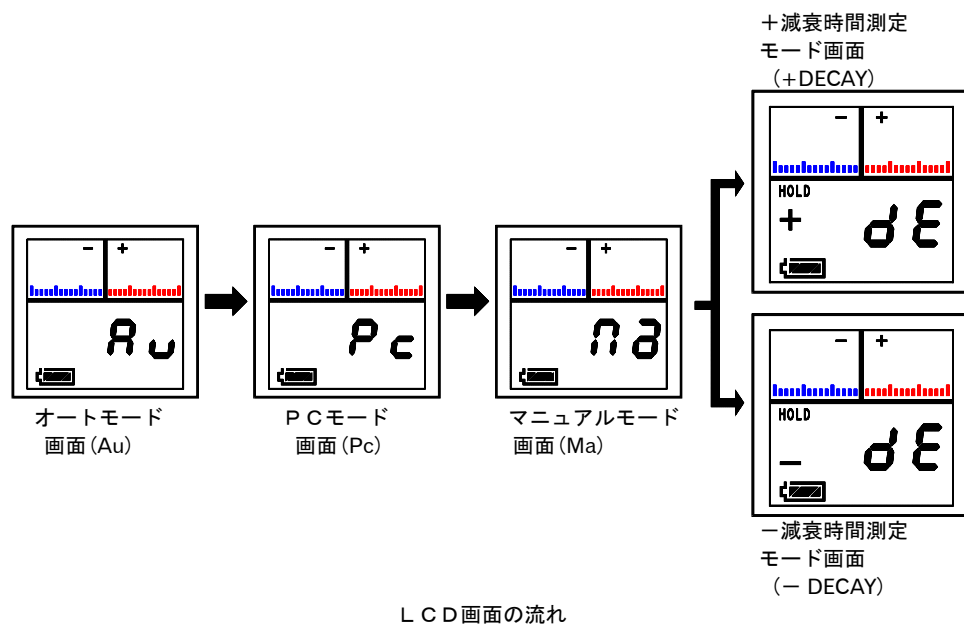 ＋減衰時間測定
モード画面
（+DECAY）
－ ＋
HOLD
＋ dE
－ ＋
Au
オートモード
画面(Au)
－ ＋
Pc
ＰＣモード
画面(Pc)
－ ＋
Ma
マニュアルモード
画面(Ma)
－ ＋
HOLD
－ dE
－減衰時間測定
モード画面
（－ DECAY）
ＬＣＤ画面の流れ